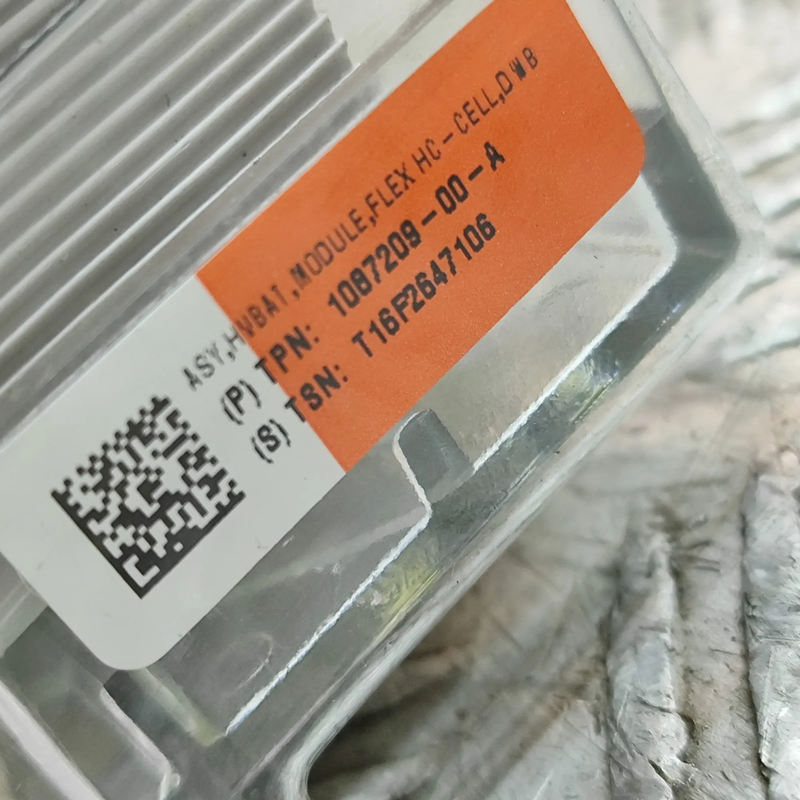 ASY,HVBAT,MODULE,FLEX HC-CELL,DWB
(P) TPN: 1087209-00-A
(S) TSN: T16F2647106